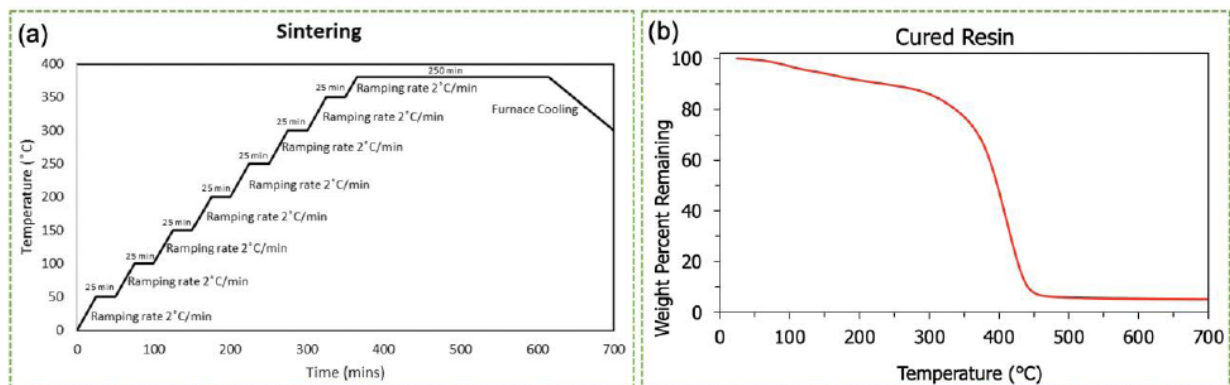 (a)
Sintering
Temperature (˚C)
400
350
300
250
200
150
100
50
0
25 min
Ramping rate 2˚C/min
25 min
Ramping rate 2˚C/min
25 min
Ramping rate 2˚C/min
25 min
Ramping rate 2˚C/min
25 min
Ramping rate 2˚C/min
25 min
Ramping rate 2˚C/min
25 min
Ramping rate 2˚C/min
250 min
Ramping rate 2˚C/min
Furnace Cooling
0 100 200 300 400 500 600 700
Time (mins)
(b)
Cured Resin
Weight Percent Remaining
100
80
60
40
20
0
0 100 200 300 400 500 600 700
Temperature (°C)